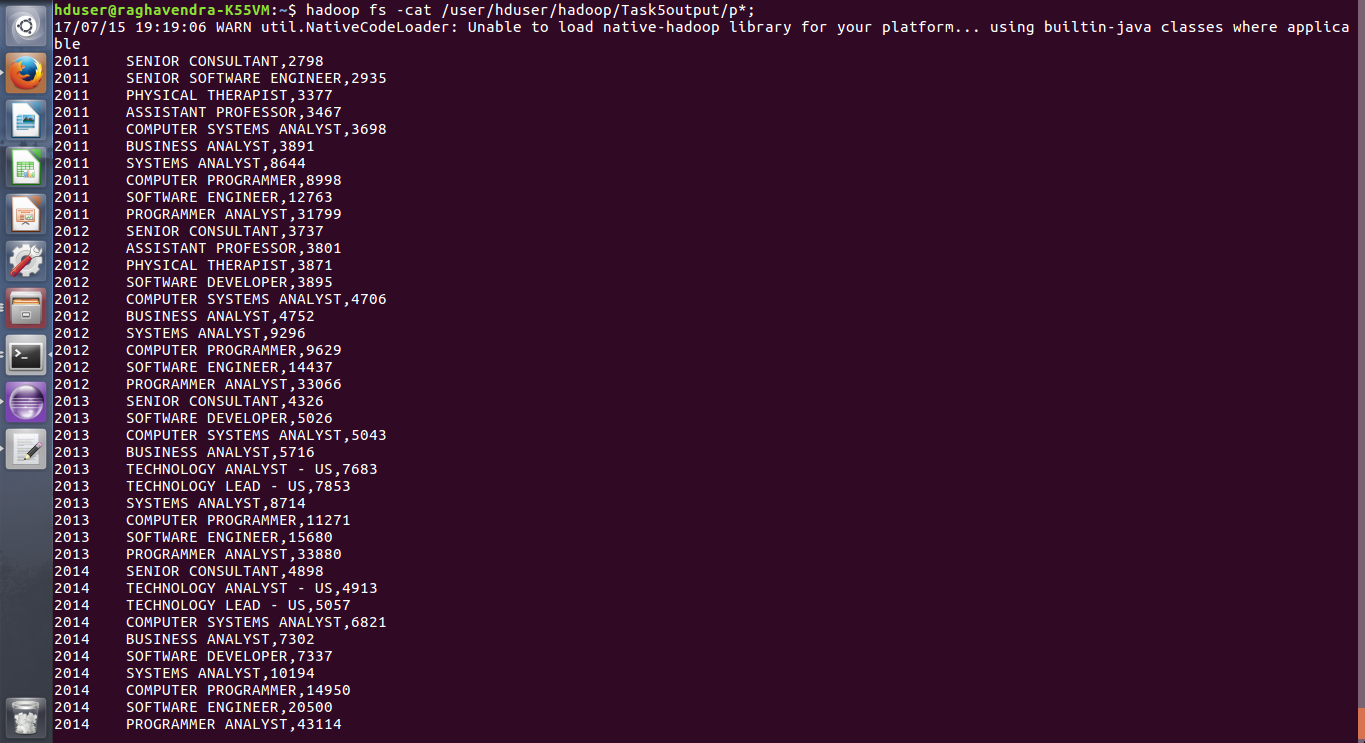 hduser@raghavendra-K55VM:~$ hadoop fs -cat /user/hduser/hadoop/Task5output/p*;
17/07/15 19:19:06 WARN util.NativeCodeLoader: Unable to load native-hadoop library for your platform... using builtin-java classes where applica
ble
2011    SENIOR CONSULTANT,2798
2011    SENIOR SOFTWARE ENGINEER,2935
2011    PHYSICAL THERAPIST,3377
2011    ASSISTANT PROFESSOR,3467
2011    COMPUTER SYSTEMS ANALYST,3698
2011    BUSINESS ANALYST,3891
2011    SYSTEMS ANALYST,8644
2011    COMPUTER PROGRAMMER,8998
2011    SOFTWARE ENGINEER,12763
2011    PROGRAMMER ANALYST,31799
2012    SENIOR CONSULTANT,3737
2012    ASSISTANT PROFESSOR,3801
2012    PHYSICAL THERAPIST,3871
2012    SOFTWARE DEVELOPER,3895
2012    COMPUTER SYSTEMS ANALYST,4706
2012    BUSINESS ANALYST,4752
2012    SYSTEMS ANALYST,9296
2012    COMPUTER PROGRAMMER,9629
2012    SOFTWARE ENGINEER,14437
2012    PROGRAMMER ANALYST,33066
2013    SENIOR CONSULTANT,4326
2013    SOFTWARE DEVELOPER,5026
2013    COMPUTER SYSTEMS ANALYST,5043
2013    BUSINESS ANALYST,5716
2013    TECHNOLOGY ANALYST - US,7683
2013    TECHNOLOGY LEAD - US,7853
2013    SYSTEMS ANALYST,8714
2013    COMPUTER PROGRAMMER,11271
2013    SOFTWARE ENGINEER,15680
2013    PROGRAMMER ANALYST,33880
2014    SENIOR CONSULTANT,4898
2014    TECHNOLOGY ANALYST - US,4913
2014    TECHNOLOGY LEAD - US,5057
2014    COMPUTER SYSTEMS ANALYST,6821
2014    BUSINESS ANALYST,7302
2014    SOFTWARE DEVELOPER,7337
2014    SYSTEMS ANALYST,10194
2014    COMPUTER PROGRAMMER,14950
2014    SOFTWARE ENGINEER,20500
2014    PROGRAMMER ANALYST,43114